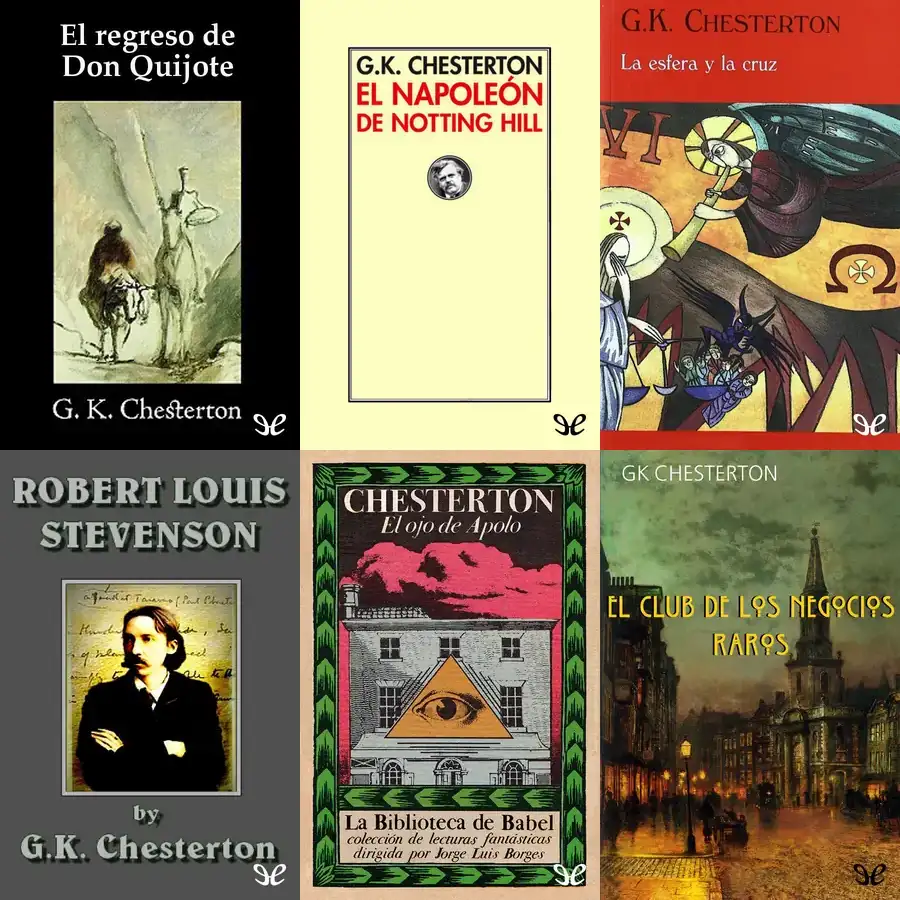 El regreso de
Don Quijote
G. K. Chesterton
G.K. CHESTERTON
EL NAPOLEÓN
DE NOTTING HILL
G.K. CHESTERTON
La esfera y la cruz
VI
Ω
ROBERT LOUIS
STEVENSON
by
G.K. Chesterton
CHESTERTON
El ojo de Apolo
La Biblioteca de Babel
colección de lecturas fantásticas
dirigida por Jorge Luis Borges
GK CHESTERTON
EL CLUB DE LOS NEGOCIOS
RAROS